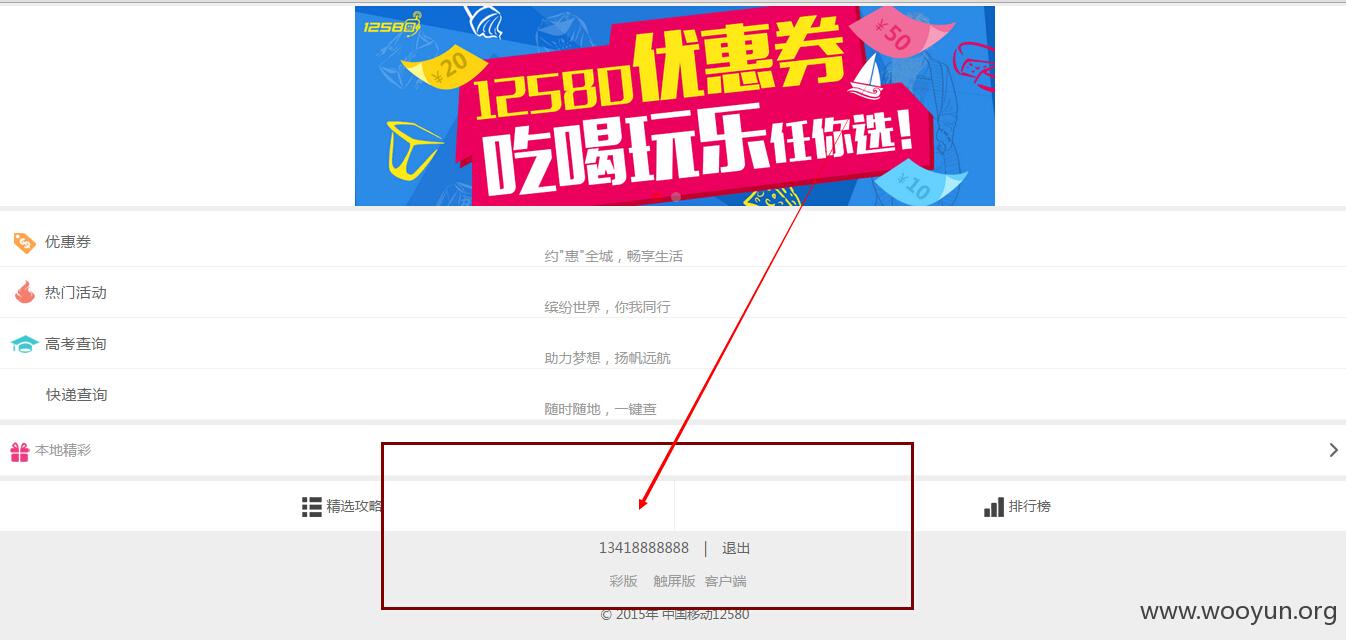 12580
¥20
¥50
12580优惠券
吃喝玩乐任你选！
¥10
优惠券
约"惠"全城，畅享生活
热门活动
缤纷世界，你我同行
高考查询
助力梦想，扬帆远航
快递查询
随时随地，一键查
本地精彩
精选攻略
排行榜
13418888888 | 退出
彩版 触屏版 客户端
© 2015年 中国移动12580
www.wooyun.org